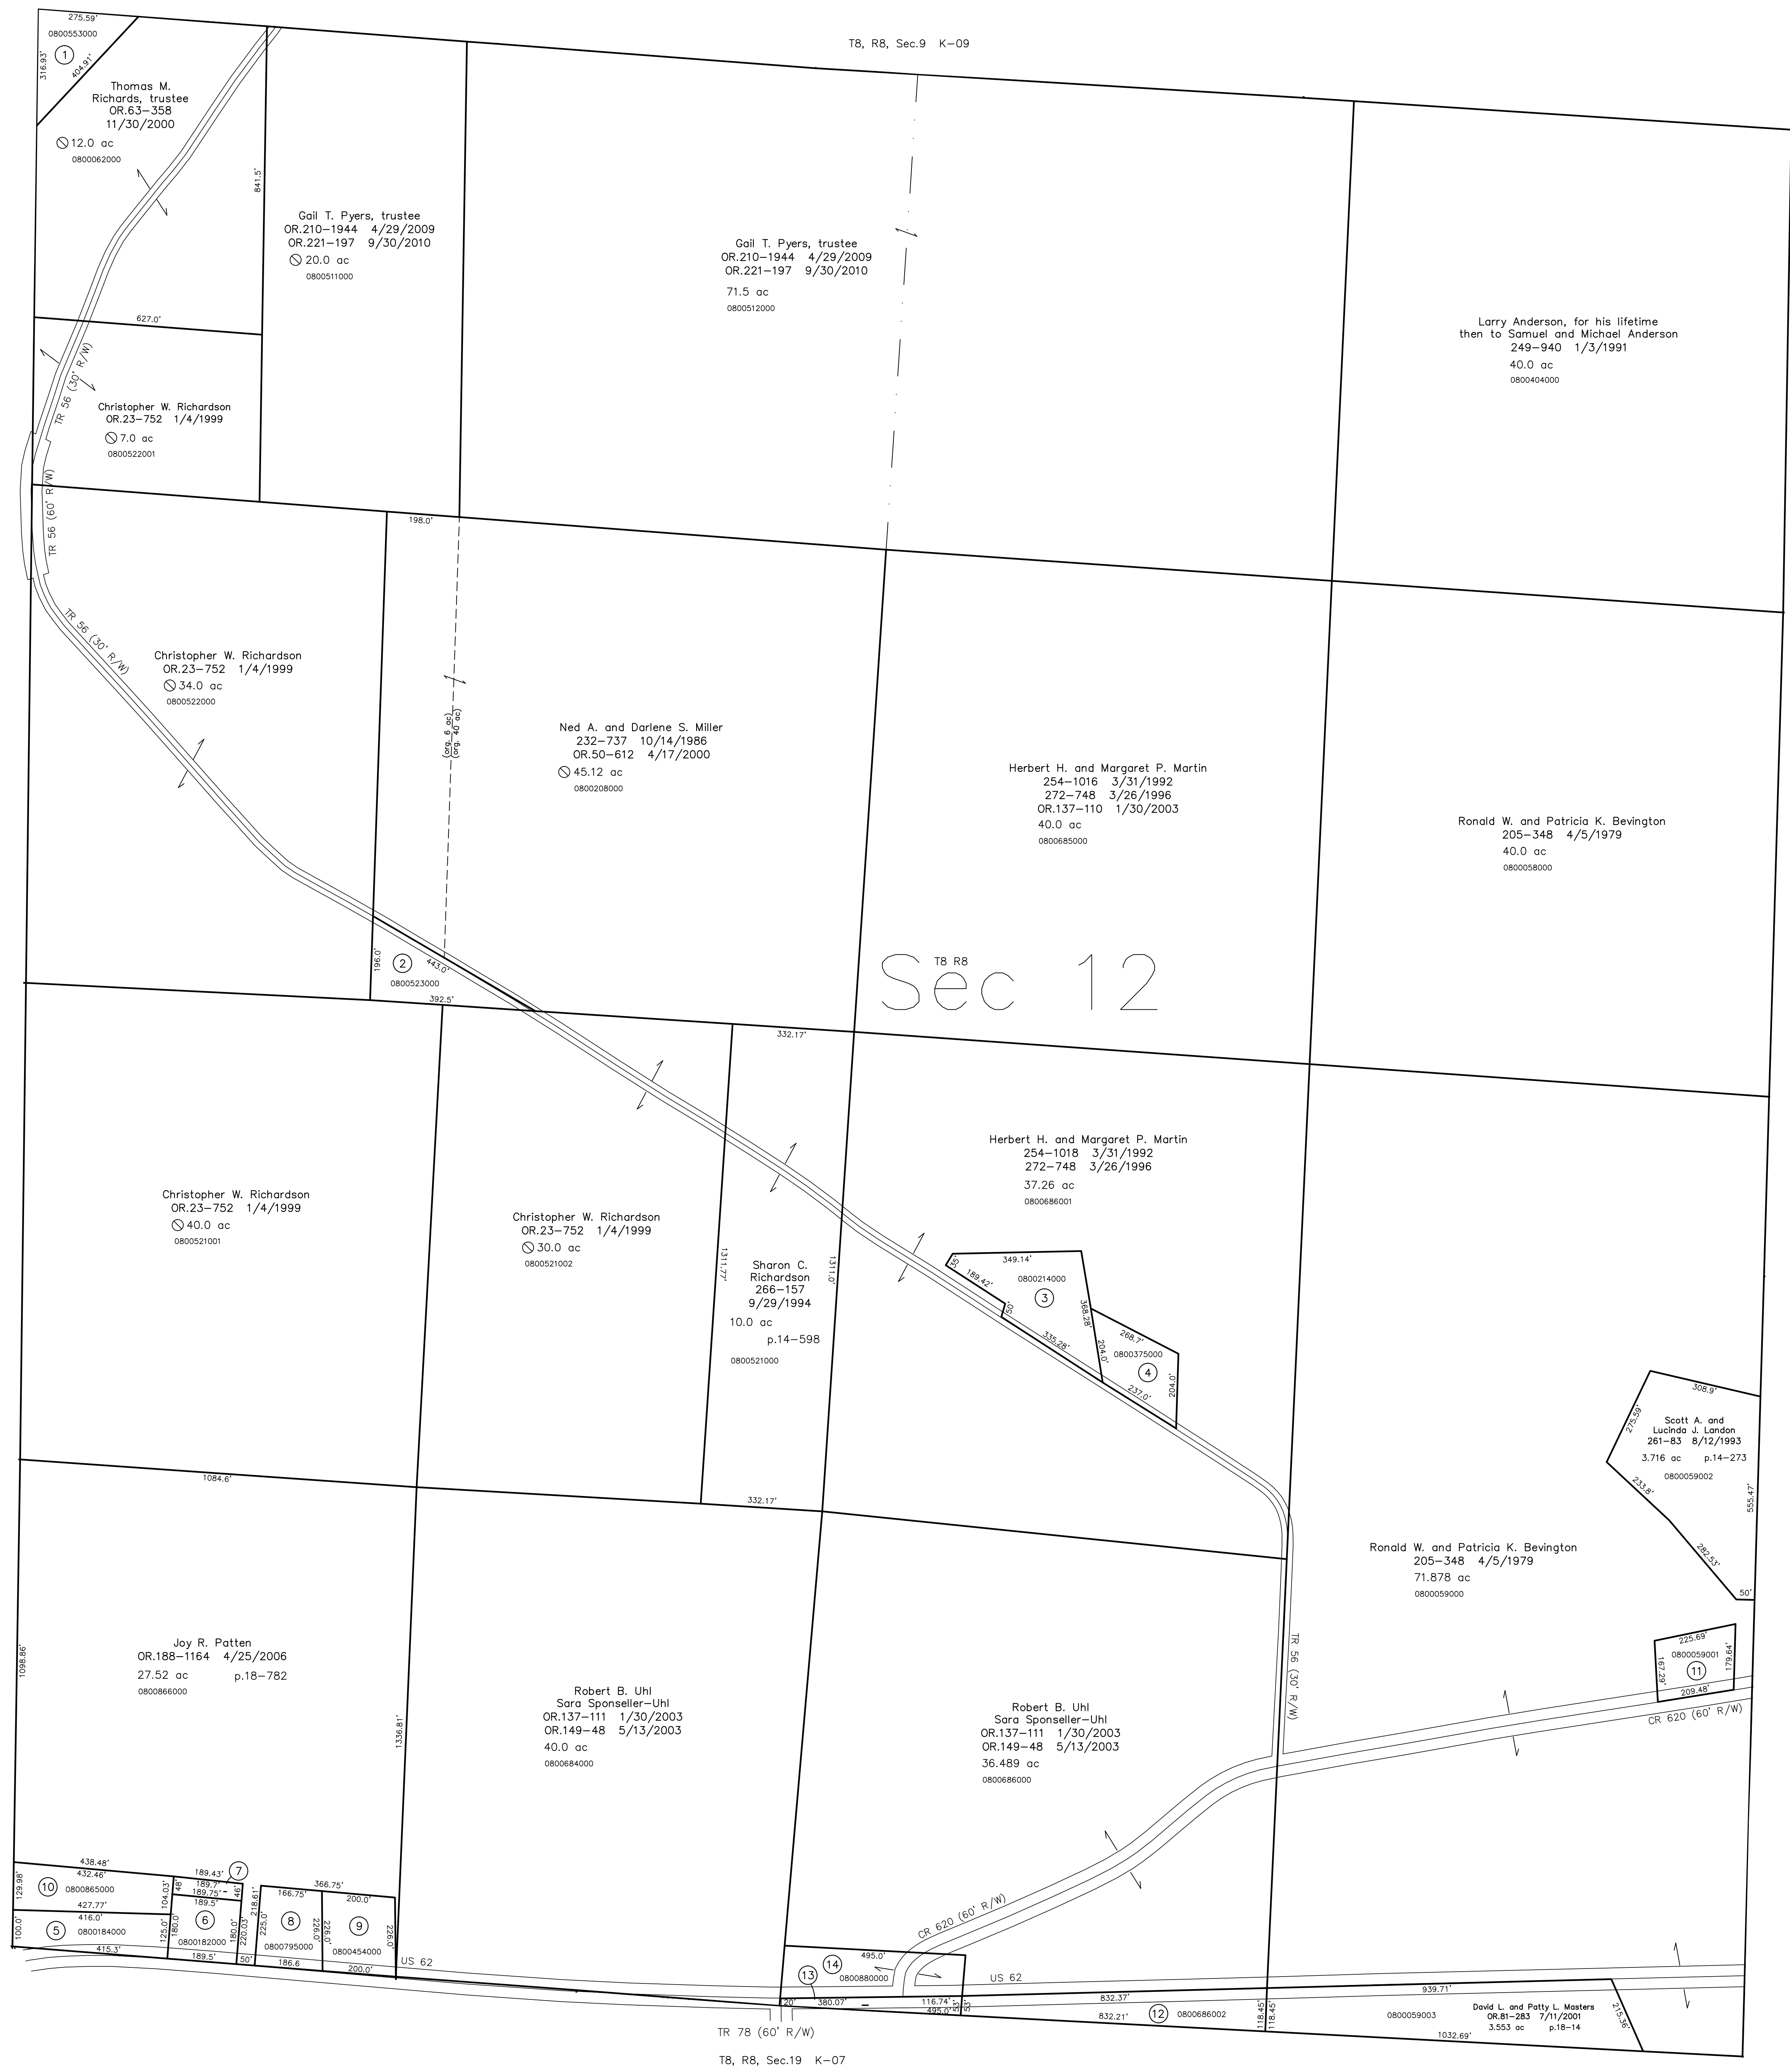 T8, R8, Sec.9  K-09
275.59'
0800553000
1
316.93'
404.91'
Thomas M.
Richards, trustee
OR.63-358
11/30/2000
12.0 ac
0800062000
841.5'
627.0'
Gail T. Pyers, trustee
OR.210-1944  4/29/2009
OR.221-197  9/30/2010
20.0 ac
0800511000
Gail T. Pyers, trustee
OR.210-1944  4/29/2009
OR.221-197  9/30/2010
71.5 ac
0800512000
Larry Anderson, for his lifetime
then to Samuel and Michael Anderson
249-940  1/3/1991
40.0 ac
0800404000
TR 56 (30' R/W)
Christopher W. Richardson
OR.23-752  1/4/1999
7.0 ac
0800522001
TR 56 (60' R/W)
198.0'
TR 56 (30' R/W)
Christopher W. Richardson
OR.23-752  1/4/1999
34.0 ac
0800522000
(org. 6 ac)
(org. 40 ac)
Ned A. and Darlene S. Miller
232-737  10/14/1986
OR.50-612  4/17/2000
45.12 ac
0800208000
Herbert H. and Margaret P. Martin
254-1016  3/31/1992
272-748  3/26/1996
OR.137-110  1/30/2003
40.0 ac
0800685000
Ronald W. and Patricia K. Bevington
205-348  4/5/1979
40.0 ac
0800058000
T8 R8
Sec 12
196.0'
2
443.0'
0800523000
392.5'
332.17'
Christopher W. Richardson
OR.23-752  1/4/1999
40.0 ac
0800521001
Christopher W. Richardson
OR.23-752  1/4/1999
30.0 ac
0800521002
1311.77'
Sharon C.
Richardson
266-157
9/29/1994
10.0 ac
p.14-598
0800521000
1311.0'
Herbert H. and Margaret P. Martin
254-1018  3/31/1992
272-748  3/26/1996
37.26 ac
0800686001
35'
349.14'
189.42'
0800214000
3
50'
368.28'
335.28'
268.7'
204.0'
0800375000
4
237.0'
204.0'
308.9'
275.59'
Scott A. and
Lucinda J. Landon
261-83  8/12/1993
3.716 ac  p.14-273
0800059002
233.8'
555.47'
282.53'
50'
1084.6'
332.17'
Ronald W. and Patricia K. Bevington
205-348  4/5/1979
71.878 ac
0800059000
225.69'
0800059001
167.29'
11
179.64'
209.48'
CR 620 (60' R/W)
TR 56 (30' R/W)
1098.86'
Joy R. Patten
OR.188-1164  4/25/2006
27.52 ac  p.18-782
0800866000
1336.81'
Robert B. Uhl
Sara Sponseller-Uhl
OR.137-111  1/30/2003
OR.149-48  5/13/2003
40.0 ac
0800684000
Robert B. Uhl
Sara Sponseller-Uhl
OR.137-111  1/30/2003
OR.149-48  5/13/2003
36.489 ac
0800686000
438.48'
432.46'
129.98'
10
0800865000
104.03'
427.77'
416.0'
100.0'
5
0800184000
125.0'
415.3'
189.43'
7
48'
189.7'
189.75'
46'
189.5'
180.0'
6
0800182000
180.0'
220.03'
189.5'
50'
218.61'
366.75'
166.75'
225.0'
8
226.0'
0800795000
186.6
200.0'
226.0'
9
0800454000
226.0'
200.0'
US 62
CR 620 (60' R/W)
495.0'
14
0800880000
13
US 62
20'
380.07'
116.74'
495.0'
53'
53'
832.37'
832.21'
12
0800686002
118.45'
118.45'
939.71'
0800059003
David L. and Patty L. Masters
OR.81-283  7/11/2001
3.553 ac  p.18-14
215.36'
1032.69'
TR 78 (60' R/W)
T8, R8, Sec.19  K-07